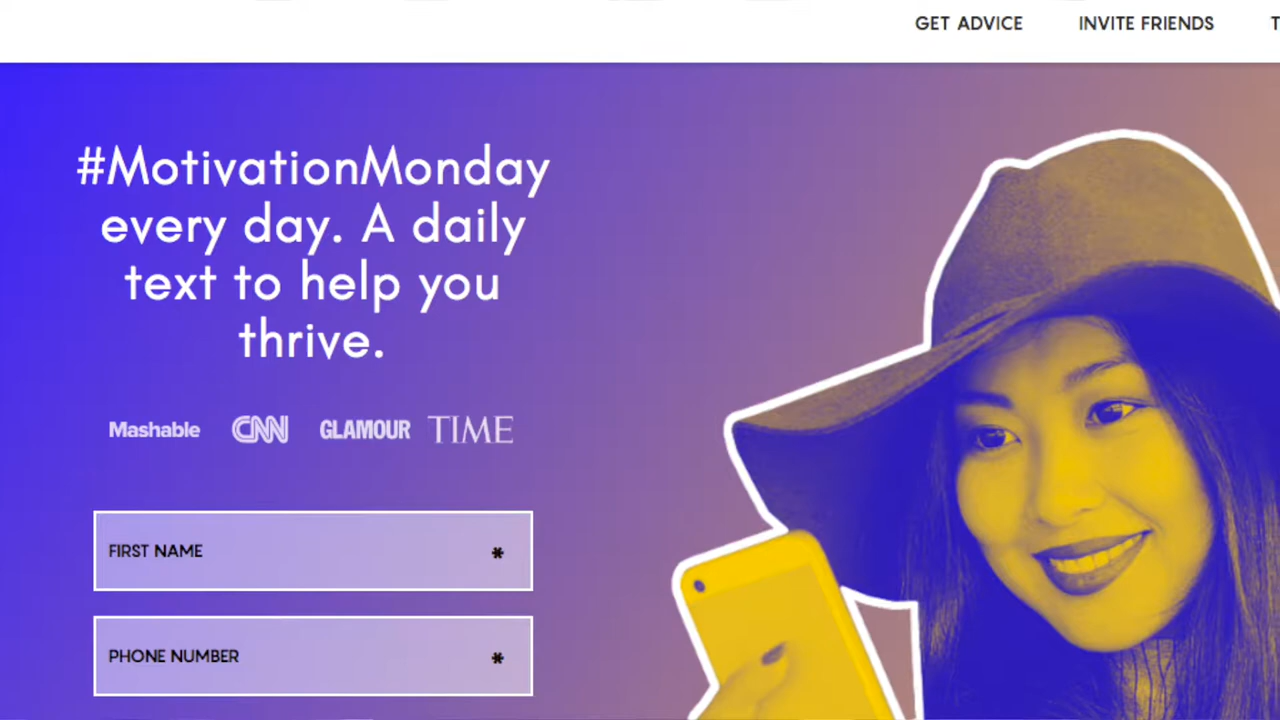 GET ADVICE INVITE FRIENDS T
#MotivationMonday
every day. A daily
text to help you
thrive.
Mashable CNN GLAMOUR TIME
FIRST NAME *
PHONE NUMBER *